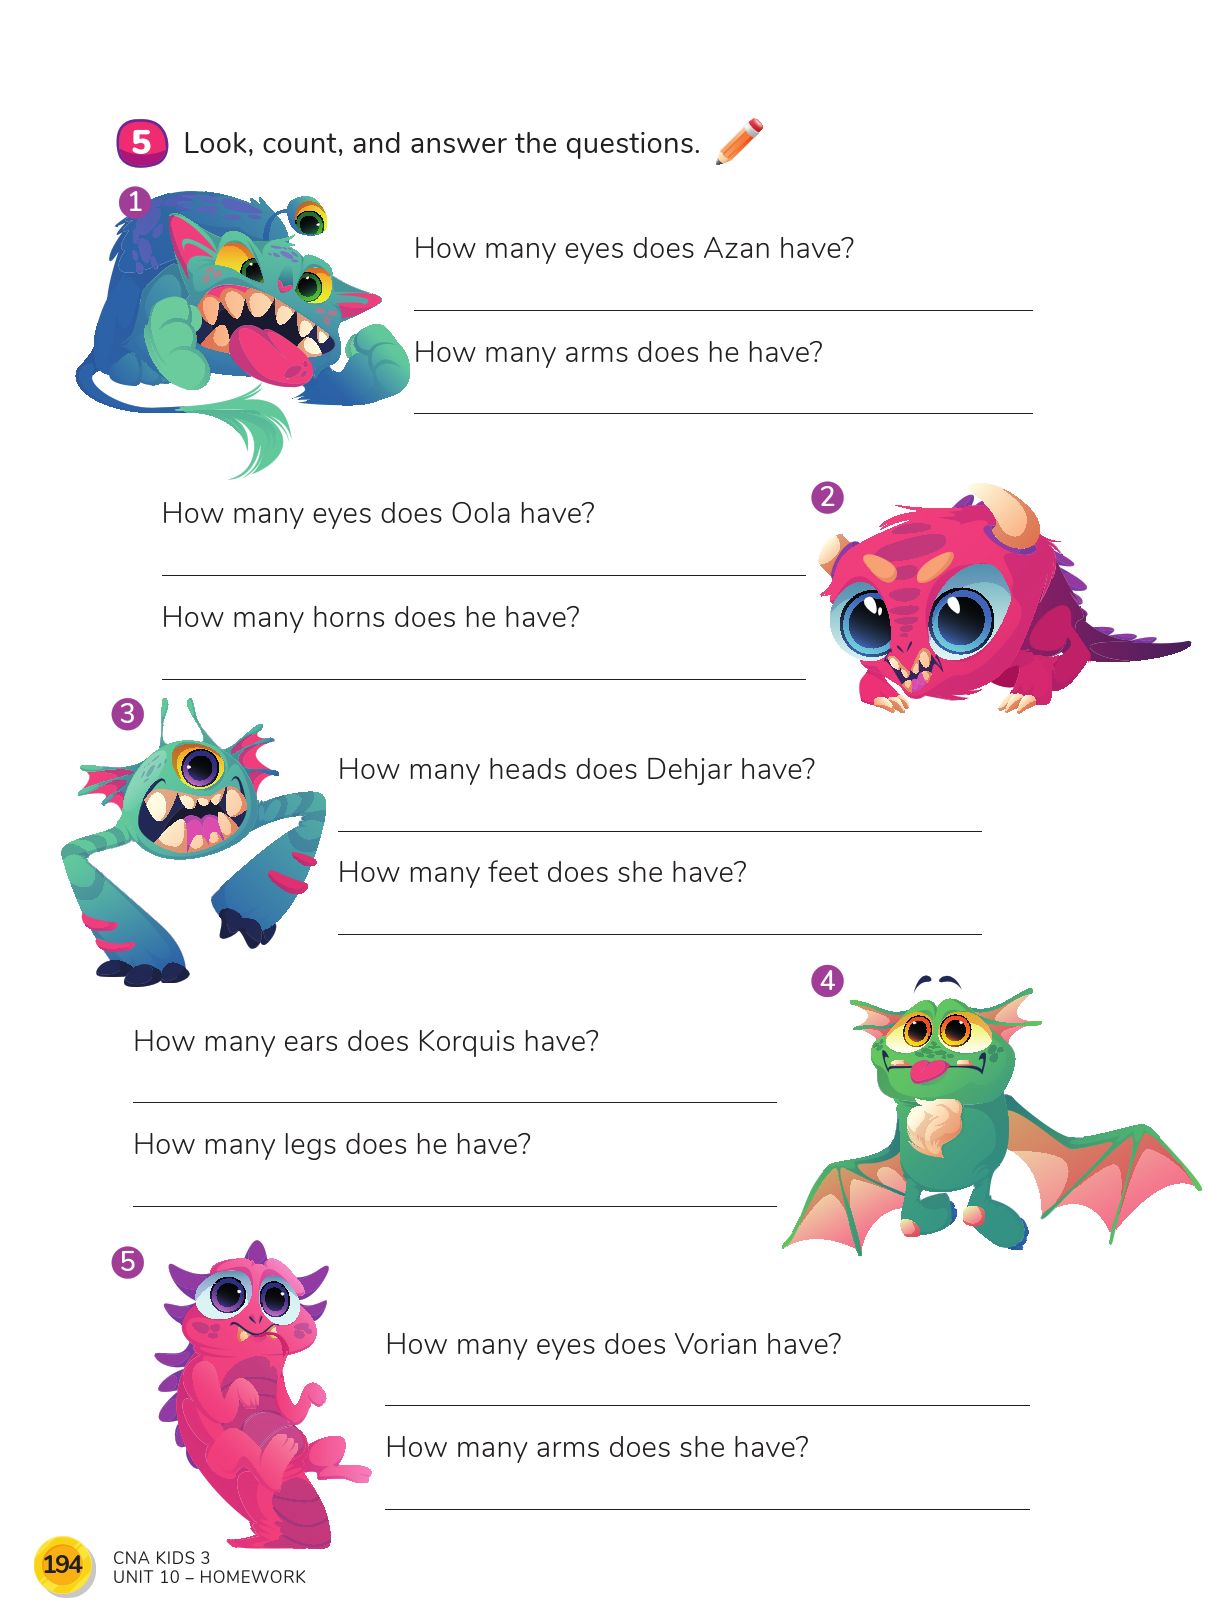 5 Look, count, and answer the questions.
1
How many eyes does Azan have?
How many arms does he have?
2
How many eyes does Oola have?
How many horns does he have?
3
How many heads does Dehjar have?
How many feet does she have?
4
How many ears does Korquis have?
How many legs does he have?
5
How many eyes does Vorian have?
How many arms does she have?
194
CNA KIDS 3
UNIT 10 – HOMEWORK